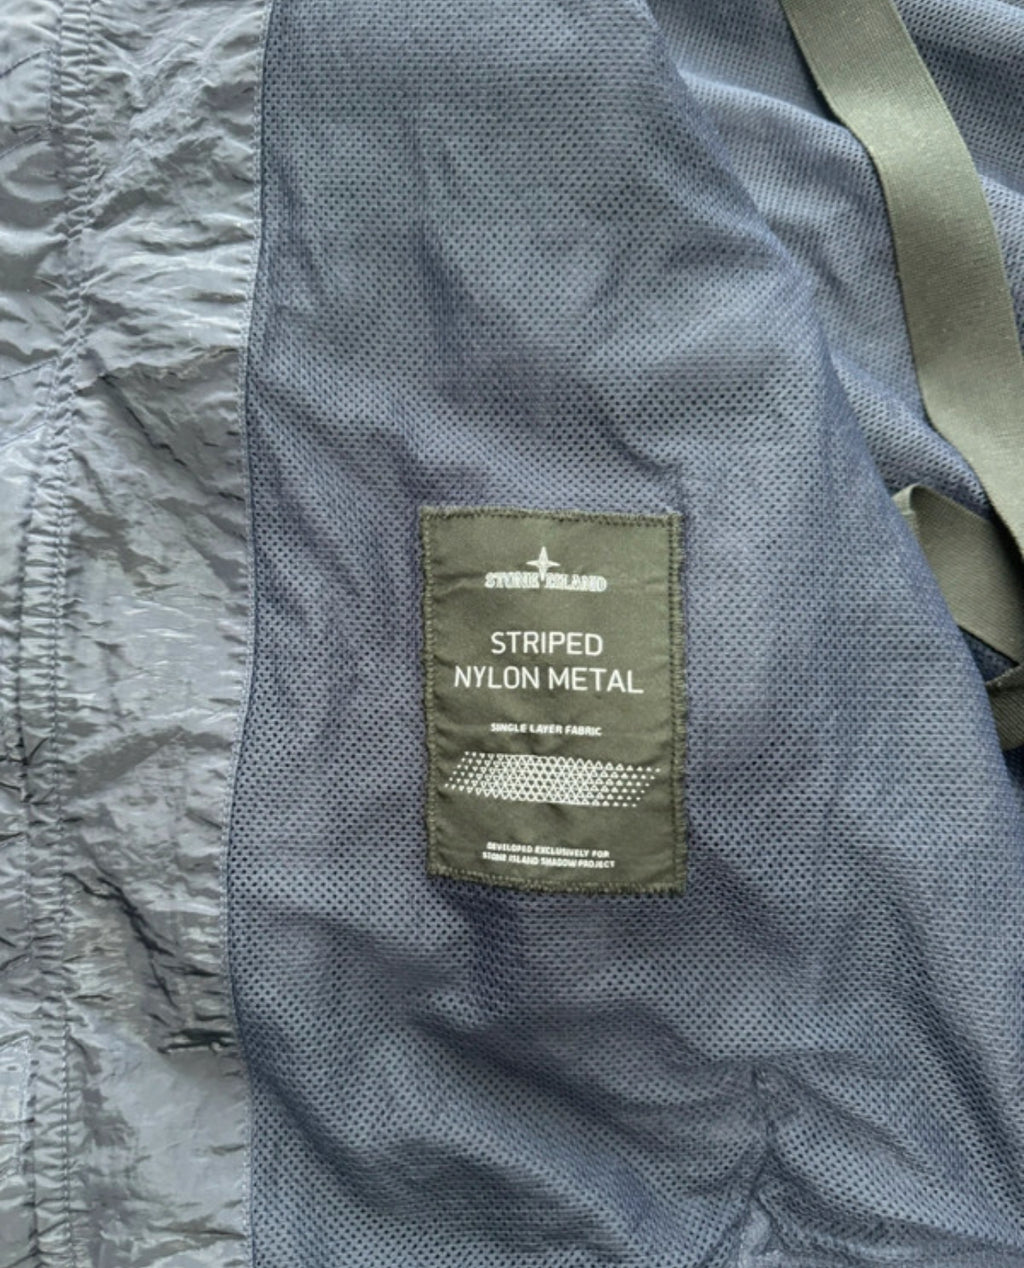 STONE ISLAND
STRIPED
NYLON METAL
SINGLE LAYER FABRIC
DEVELOPED EXCLUSIVELY FOR
STONE ISLAND SHADOW PROJECT